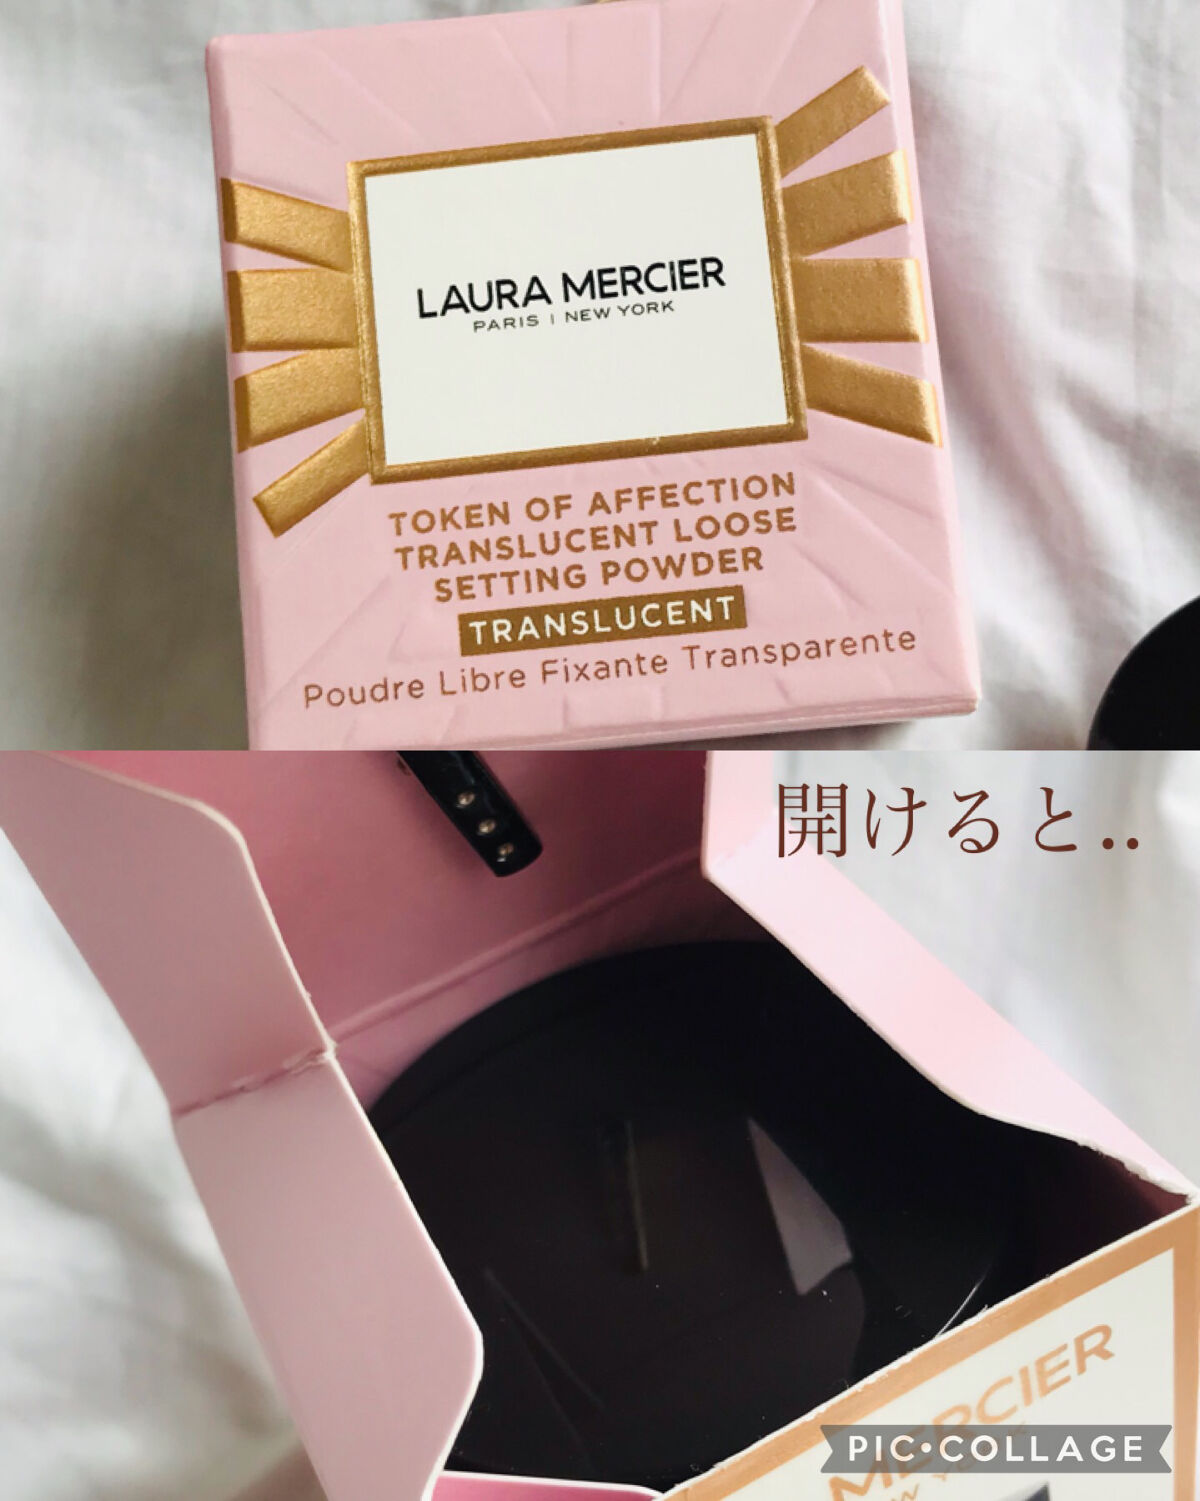 LAURA MERCIER
PARIS | NEW YORK
TOKEN OF AFFECTION
TRANSLUCENT LOOSE
SETTING POWDER
TRANSLUCENT
Poudre Libre Fixante Transparente
開けると..
MERCIER
PIC•COLLAGE